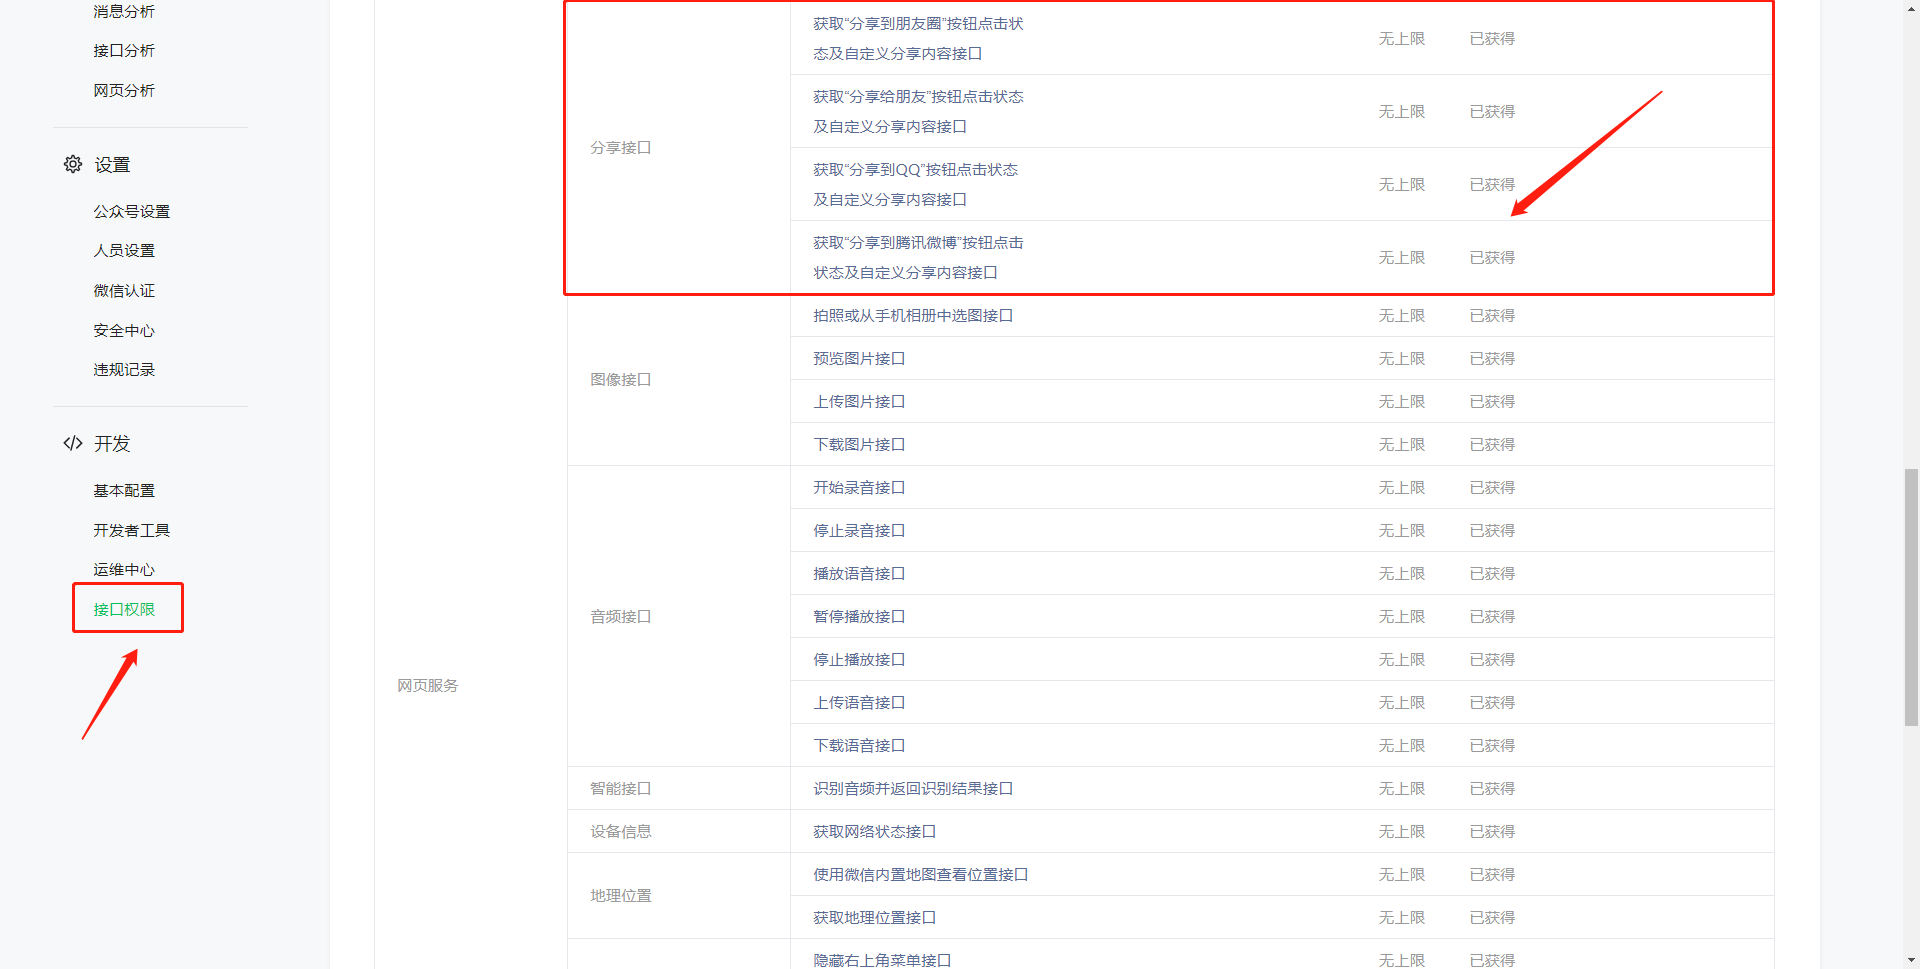 消息分析
接口分析
网页分析
设置
公众号设置
人员设置
微信认证
安全中心
违规记录
开发
基本配置
开发者工具
运维中心
接口权限
网页服务
分享接口
获取“分享到朋友圈”按钮点击状
态及自定义分享内容接口
无上限 已获得
获取“分享给朋友”按钮点击状态
及自定义分享内容接口
无上限 已获得
获取“分享到QQ”按钮点击状态
及自定义分享内容接口
无上限 已获得
获取“分享到腾讯微博”按钮点击
状态及自定义分享内容接口
无上限 已获得
图像接口
拍照或从手机相册中选图接口 无上限 已获得
预览图片接口 无上限 已获得
上传图片接口 无上限 已获得
下载图片接口 无上限 已获得
音频接口
开始录音接口 无上限 已获得
停止录音接口 无上限 已获得
播放语音接口 无上限 已获得
暂停播放接口 无上限 已获得
停止播放接口 无上限 已获得
上传语音接口 无上限 已获得
下载语音接口 无上限 已获得
智能接口 识别音频并返回识别结果接口 无上限 已获得
设备信息 获取网络状态接口 无上限 已获得
地理位置
使用微信内置地图查看位置接口 无上限 已获得
获取地理位置接口 无上限 已获得
隐藏右上角菜单接口 无上限 已获得